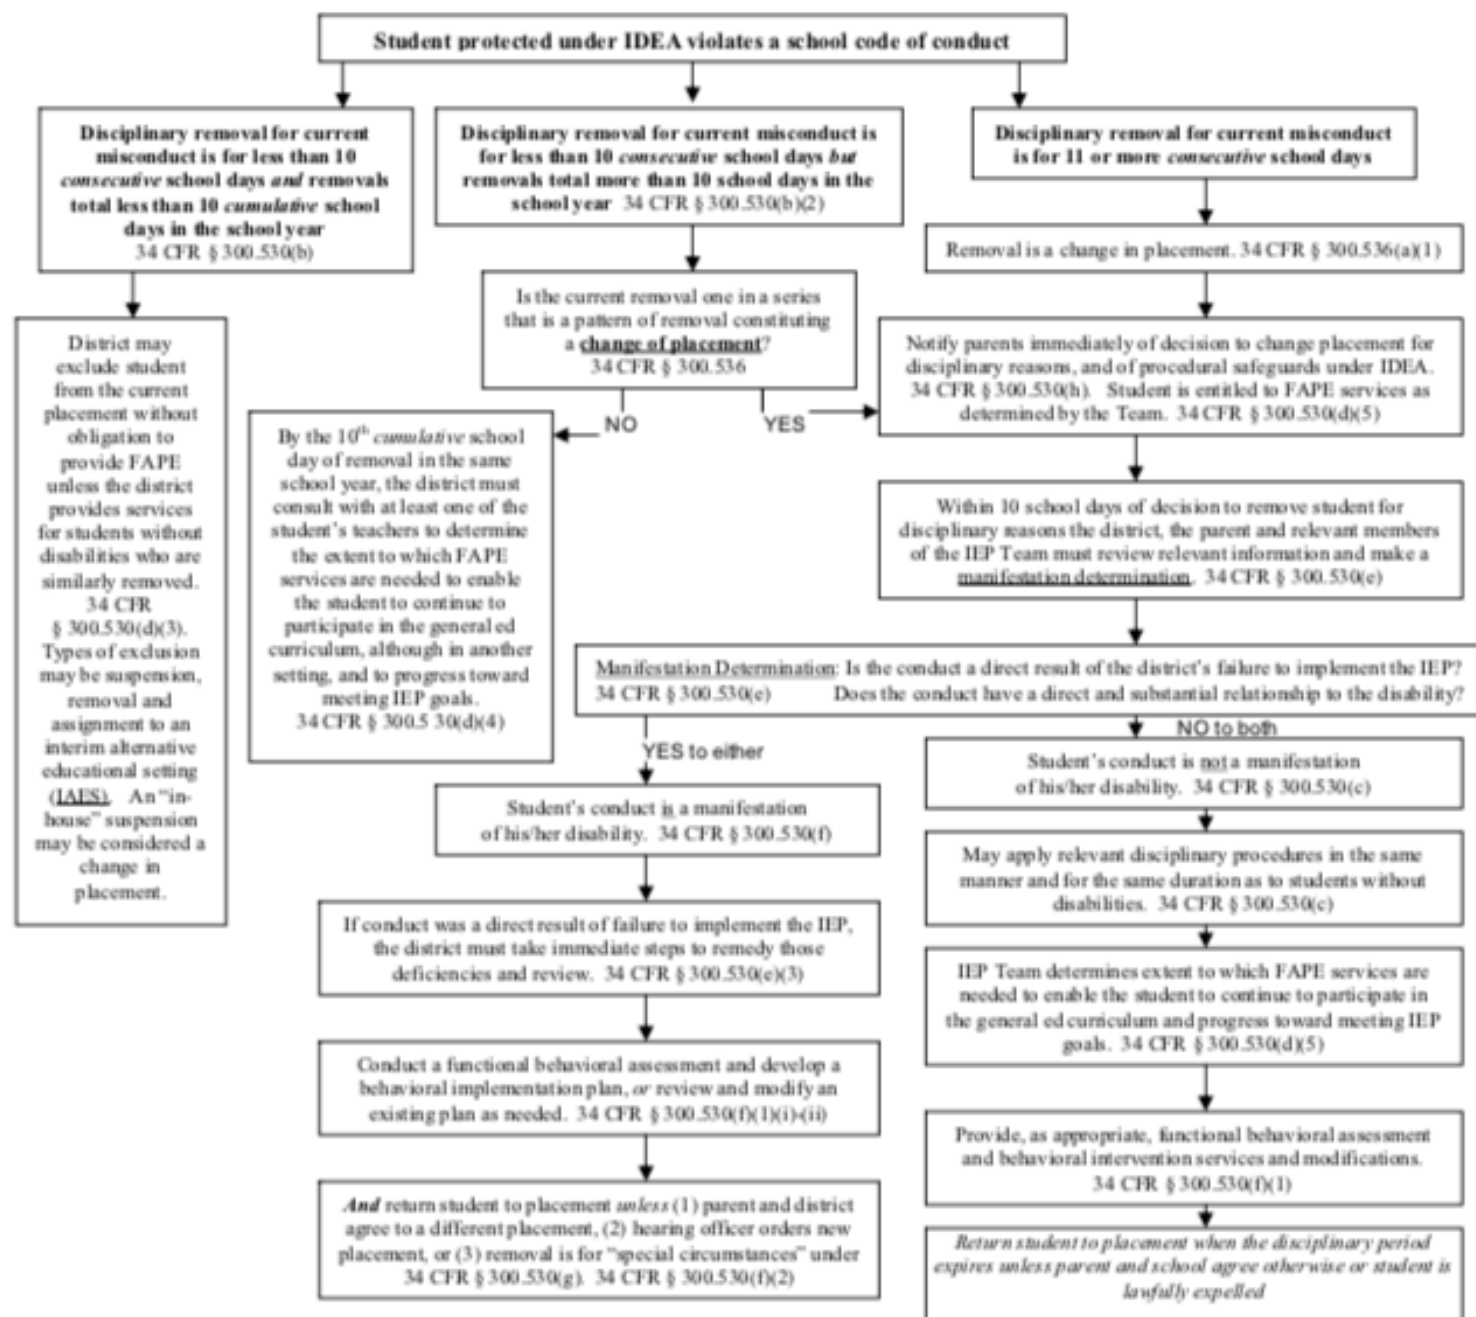 Student protected under IDEA violates a school code of conduct
Disciplinary removal for current
misconduct is for less than 10
consecutive school days and removals
total less than 10 cumulative school
days in the school year
34 CFR § 300.530(b)
Disciplinary removal for current misconduct is
for less than 10 consecutive school days but
removals total more than 10 school days in the
school year 34 CFR § 300.530(b)(2)
Disciplinary removal for current misconduct
is for 11 or more consecutive school days
Removal is a change in placement. 34 CFR § 300.536(a)(1)
Is the current removal one in a series
that is a pattern of removal constituting
a change of placement?
34 CFR § 300.536
NO
YES
District may
exclude student
from the current
placement without
obligation to
provide FAPE
unless the district
provides services
for students without
disabilities who are
similarly removed.
34 CFR
§ 300.530(d)(3).
Types of exclusion
may be suspension,
removal and
assignment to an
interim alternative
educational setting
(IAES). An "in-
house" suspension
may be considered a
change in
placement.
By the 10th cumulative school
day of removal in the same
school year, the district must
consult with at least one of the
student's teachers to determine
the extent to which FAPE
services are needed to enable
the student to continue to
participate in the general ed
curriculum, although in another
setting, and to progress toward
meeting IEP goals.
34 CFR § 300.5 30(d)(4)
Notify parents immediately of decision to change placement for
disciplinary reasons, and of procedural safeguards under IDEA.
34 CFR § 300.530(h). Student is entitled to FAPE services as
determined by the Team. 34 CFR § 300.530(d)(5)
Within 10 school days of decision to remove student for
disciplinary reasons the district, the parent and relevant members
of the IEP Team must review relevant information and make a
manifestation determination. 34 CFR § 300.530(e)
Manifestation Determination: Is the conduct a direct result of the district's failure to implement the IEP?
34 CFR § 300.530(e) Does the conduct have a direct and substantial relationship to the disability?
YES to either
NO to both
Student's conduct is a manifestation
of his/her disability. 34 CFR § 300.530(f)
If conduct was a direct result of failure to implement the IEP,
the district must take immediate steps to remedy those
deficiencies and review. 34 CFR § 300.530(e)(3)
Conduct a functional behavioral assessment and develop a
behavioral implementation plan, or review and modify an
existing plan as needed. 34 CFR § 300.530(f)(1)(i)-(ii)
And return student to placement unless (1) parent and district
agree to a different placement, (2) hearing officer orders new
placement, or (3) removal is for "special circumstances" under
34 CFR § 300.530(g). 34 CFR § 300.530(f)(2)
Student's conduct is not a manifestation
of his/her disability. 34 CFR § 300.530(c)
May apply relevant disciplinary procedures in the same
manner and for the same duration as to students without
disabilities. 34 CFR § 300.530(c)
IEP Team determines extent to which FAPE services are
needed to enable the student to continue to participate in
the general ed curriculum and progress toward meeting IEP
goals. 34 CFR § 300.530(d)(5)
Provide, as appropriate, functional behavioral assessment
and behavioral intervention services and modifications.
34 CFR § 300.530(f)(1)
Return student to placement when the disciplinary period
expires unless parent and school agree otherwise or student is
lawfully expelled